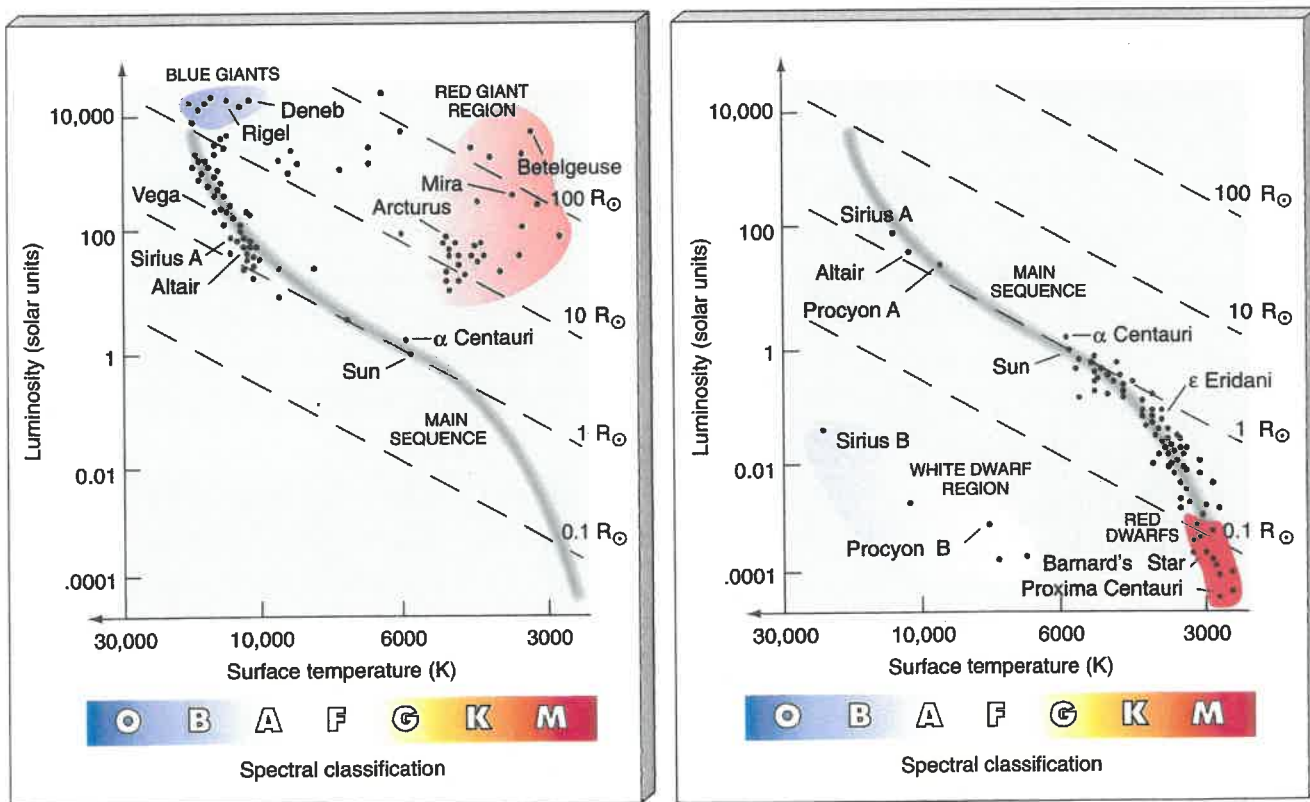 BLUE GIANTS
Deneb
Rigel
RED GIANT
REGION
Betelgeuse
Mira
100 R⊙
Arcturus
Vega
Sirius A
Altair
10 R⊙
α Centauri
Sun
MAIN
SEQUENCE
1 R⊙
0.1 R⊙
Luminosity (solar units)
10,000
100
1
0.01
.0001
30,000
10,000
6000
3000
Surface temperature (K)
O B A F G K M
Spectral classification
100 R⊙
Sirius A
Altair
Procyon A
MAIN
SEQUENCE
10 R⊙
α Centauri
Sun
ε Eridani
1 R⊙
Sirius B
WHITE DWARF
REGION
Procyon B
RED
DWARFS
0.1 R⊙
Barnard's Star
Proxima Centauri
Luminosity (solar units)
10,000
100
1
0.01
.0001
30,000
10,000
6000
3000
Surface temperature (K)
O B A F G K M
Spectral classification